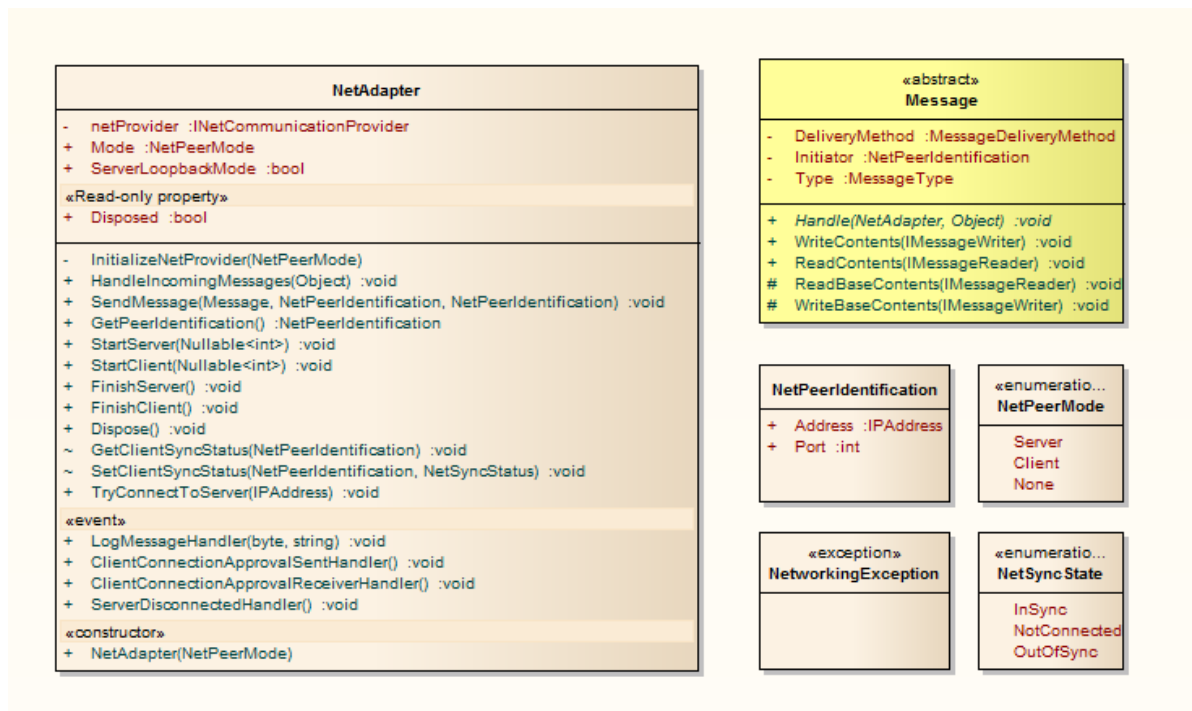 NetAdapter
- netProvider :INetCommunicationProvider
+ Mode :NetPeerMode
+ ServerLoopbackMode :bool
«Read-only property»
+ Disposed :bool
- InitializeNetProvider(NetPeerMode)
+ HandleIncomingMessages(Object) :void
+ SendMessage(Message, NetPeerIdentification, NetPeerIdentification) :void
+ GetPeerIdentification() :NetPeerIdentification
+ StartServer(Nullable<int>) :void
+ StartClient(Nullable<int>) :void
+ FinishServer() :void
+ FinishClient() :void
+ Dispose() :void
~ GetClientSyncStatus(NetPeerIdentification) :void
~ SetClientSyncStatus(NetPeerIdentification, NetSyncStatus) :void
+ TryConnectToServer(IPAddress) :void
«event»
+ LogMessageHandler(byte, string) :void
+ ClientConnectionApprovalSentHandler() :void
+ ClientConnectionApprovalReceiverHandler() :void
+ ServerDisconnectedHandler() :void
«constructor»
+ NetAdapter(NetPeerMode)
«abstract»
Message
- DeliveryMethod :MessageDeliveryMethod
- Initiator :NetPeerIdentification
- Type :MessageType
+ Handle(NetAdapter, Object) :void
+ WriteContents(IMessageWriter) :void
+ ReadContents(IMessageReader) :void
# ReadBaseContents(IMessageReader) :void
# WriteBaseContents(IMessageWriter) :void
NetPeerIdentification
+ Address :IPAddress
+ Port :int
«enumeratio...
NetPeerMode
Server
Client
None
«exception»
NetworkingException
«enumeratio...
NetSyncState
InSync
NotConnected
OutOfSync